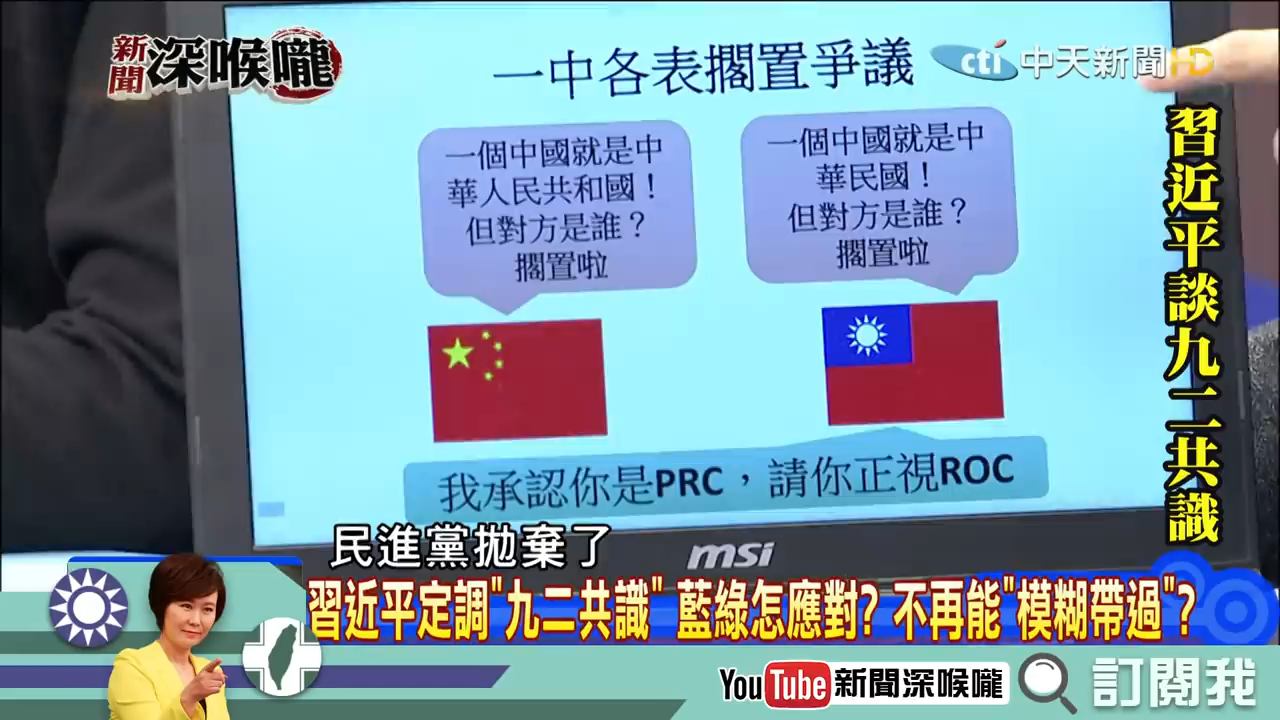 新聞深喉嚨
一中各表擱置爭議
cti中天新聞HD
一個中國就是中
華人民共和國！
但對方是誰？
擱置啦
一個中國就是中
華民國！
但對方是誰？
擱置啦
我承認你是PRC，請你正視ROC
msi
習近平談九二共識
民進黨拋棄了
習近平定調"九二共識" 藍綠怎應對? 不再能"模糊帶過"?
YouTube新聞深喉嚨 訂閱我